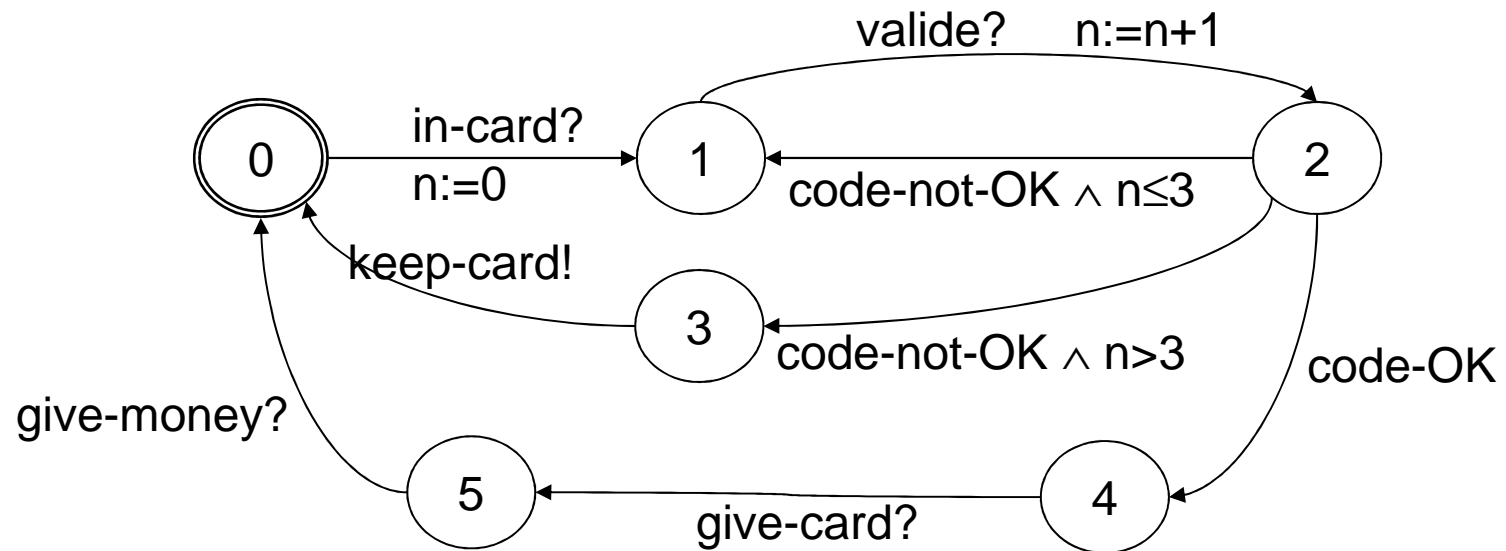 valide? n:=n+1
in-card?
0 1 2
n:=0
code-not-OK ∧ n≤3
keep-card!
3
code-not-OK ∧ n>3
code-OK
give-money?
5 4
give-card?